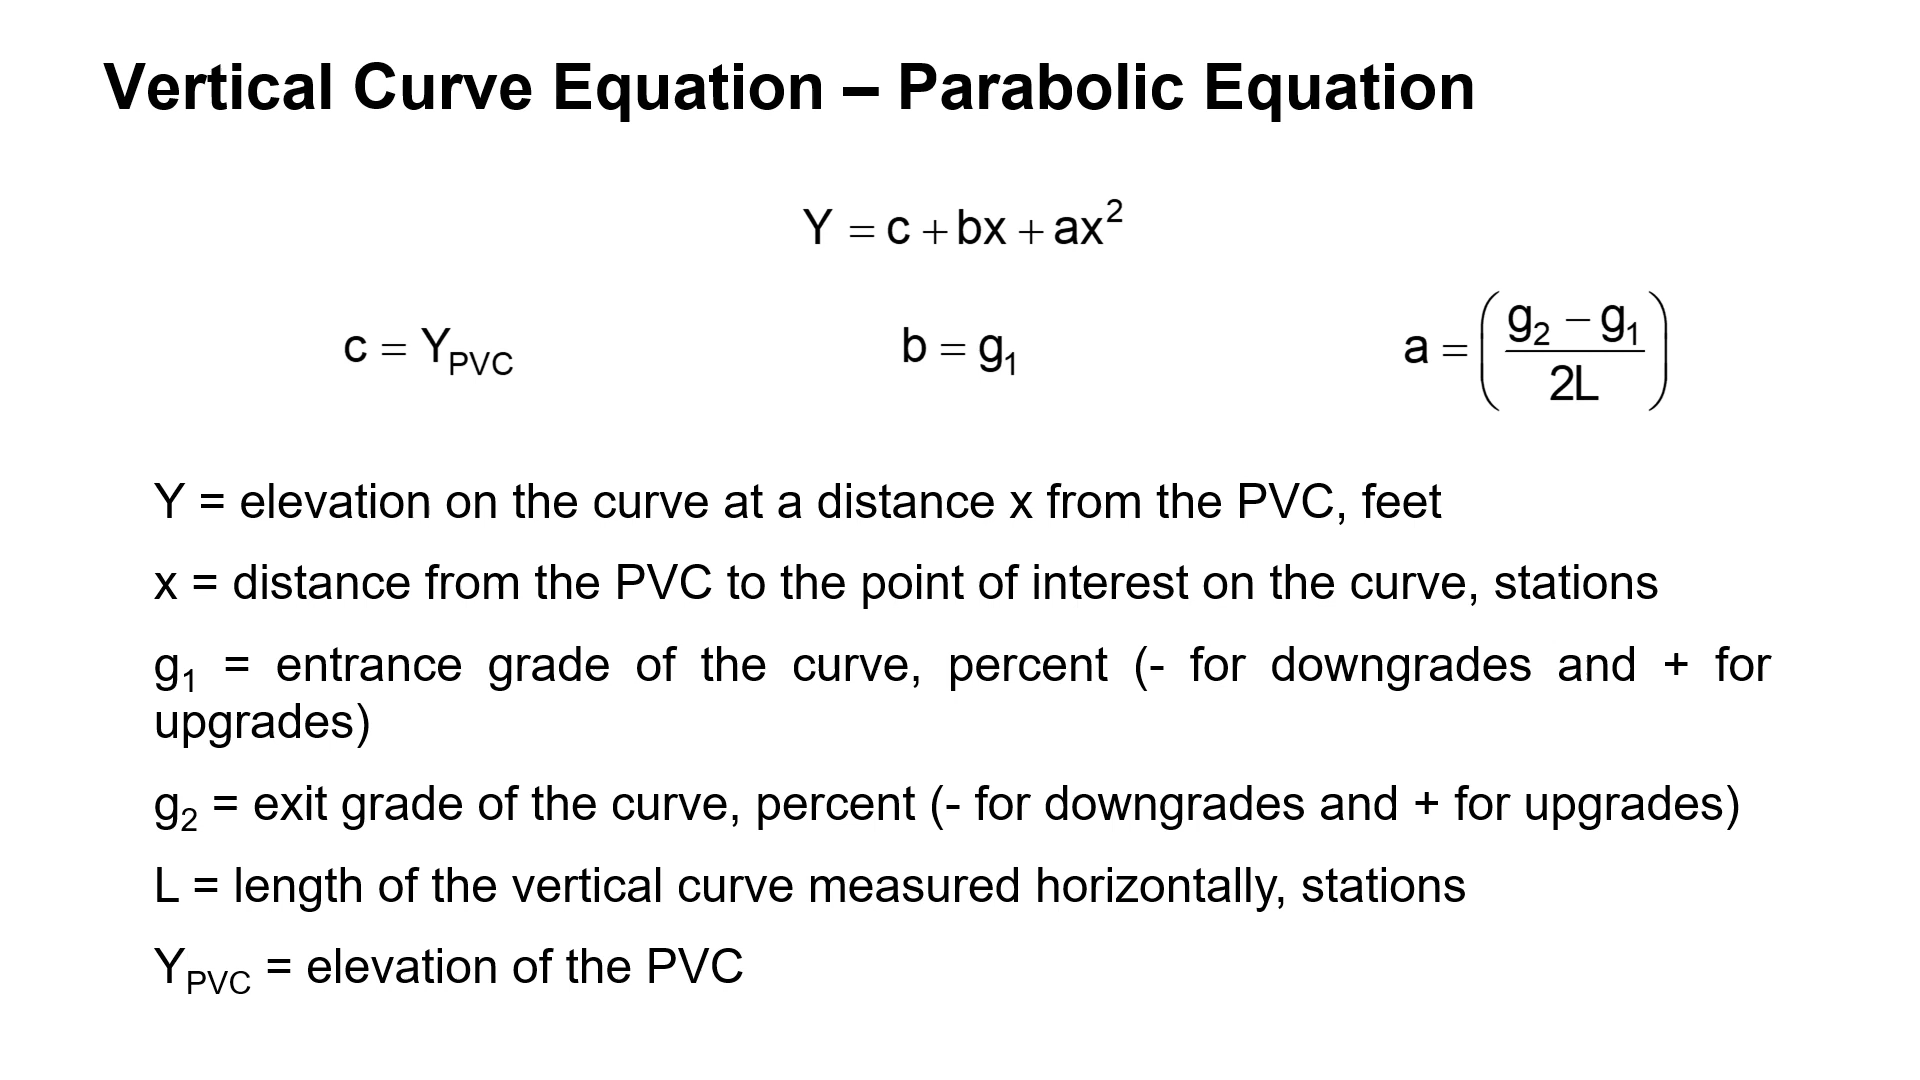 Vertical Curve Equation – Parabolic Equation
Y = c + bx + ax²
c = Y_PVC b = g₁ a = ((g₂ – g₁) / 2L)
Y = elevation on the curve at a distance x from the PVC, feet
x = distance from the PVC to the point of interest on the curve, stations
g₁ = entrance grade of the curve, percent (- for downgrades and + for
upgrades)
g₂ = exit grade of the curve, percent (- for downgrades and + for upgrades)
L = length of the vertical curve measured horizontally, stations
Y_PVC = elevation of the PVC